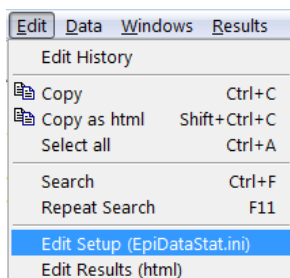 Edit Data Windows Results
Edit History
Copy Ctrl+C
Copy as html Shift+Ctrl+C
Select all Ctrl+A
Search Ctrl+F
Repeat Search F11
Edit Setup (EpiDataStat.ini)
Edit Results (html)